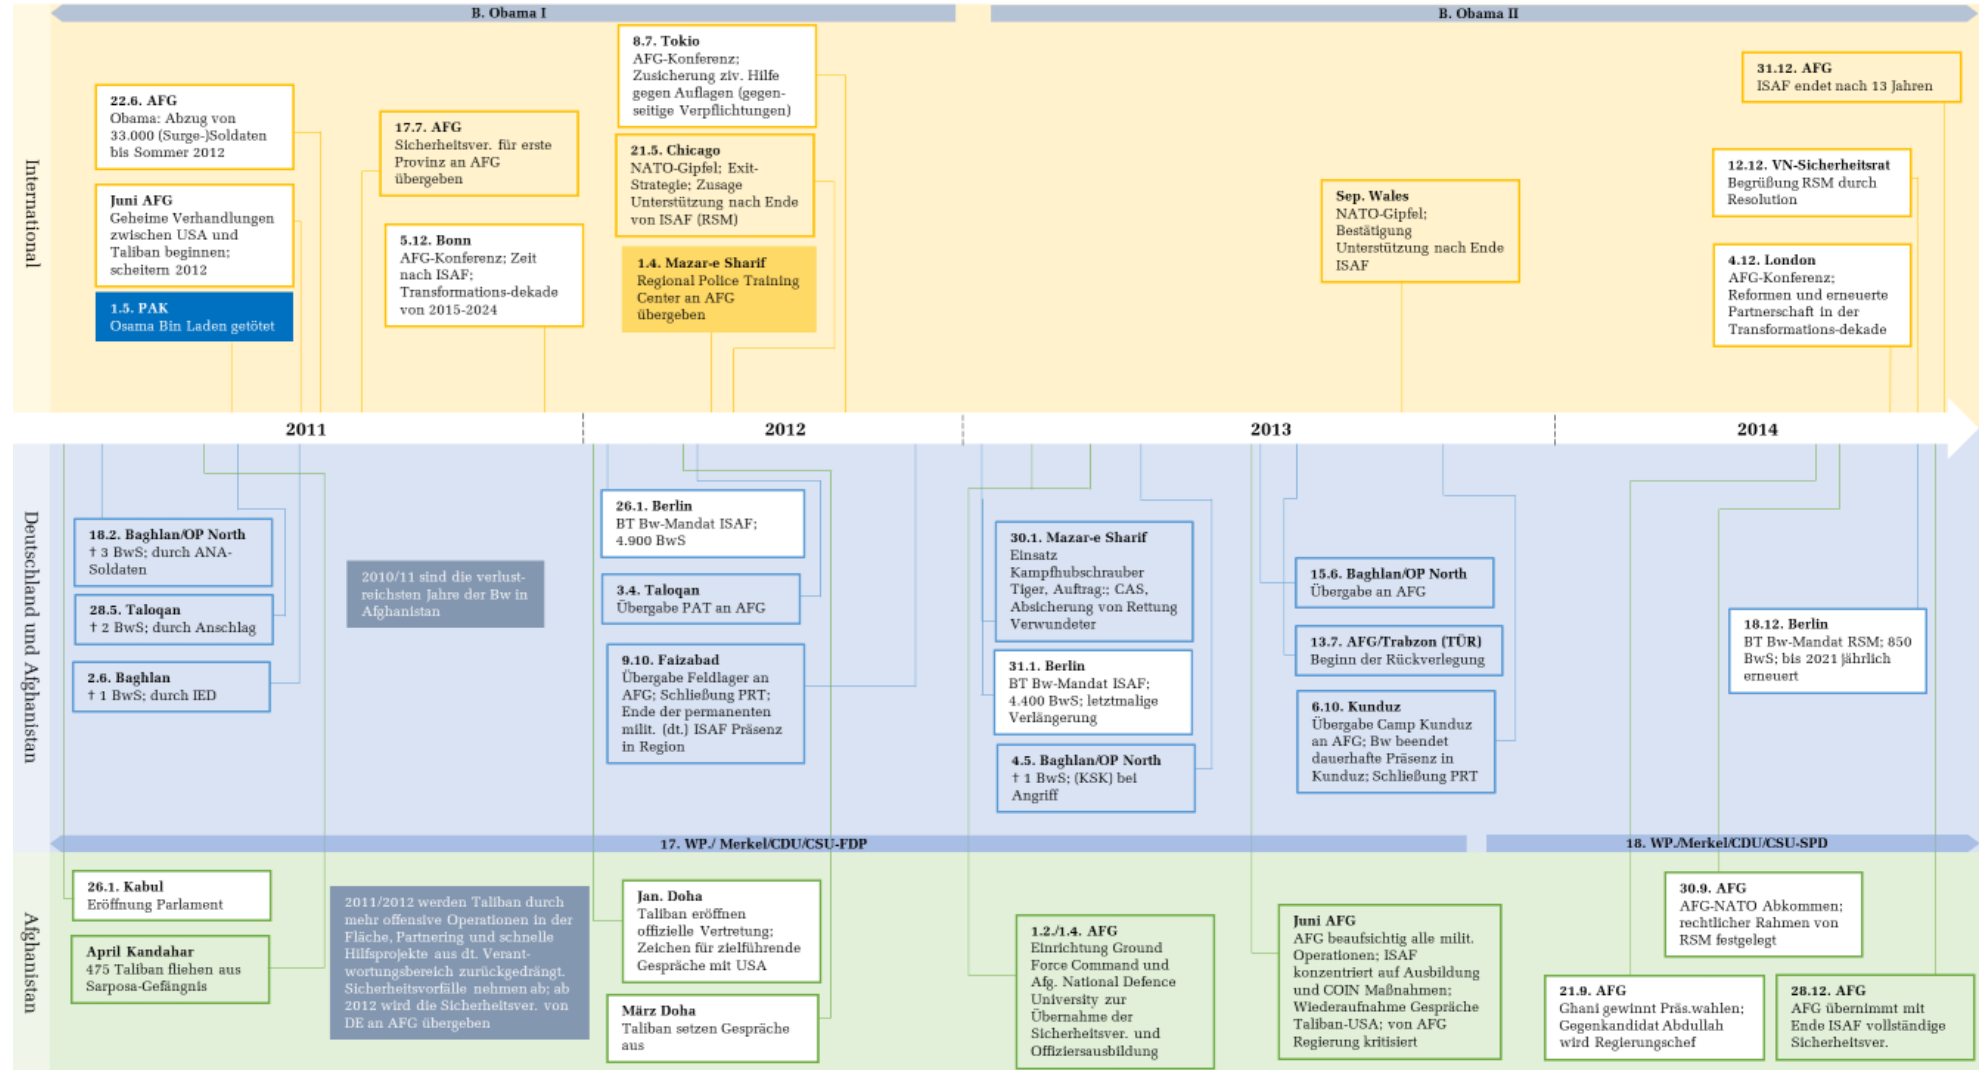 B. Obama I
B. Obama II
International
22.6. AFG
Obama: Abzug von
33.000 (Surge-)Soldaten
bis Sommer 2012
Juni AFG
Geheime Verhandlungen
zwischen USA und
Taliban beginnen;
scheitern 2012
1.5. PAK
Osama Bin Laden getötet
17.7. AFG
Sicherheitsver. für erste
Provinz an AFG
übergeben
5.12. Bonn
AFG-Konferenz; Zeit
nach ISAF;
Transformations-dekade
von 2015-2024
8.7. Tokio
AFG-Konferenz;
Zusicherung ziv. Hilfe
gegen Auflagen (gegen-
seitige Verpflichtungen)
21.5. Chicago
NATO-Gipfel; Exit-
Strategie; Zusage
Unterstützung nach Ende
von ISAF (RSM)
1.4. Mazar-e Sharif
Regional Police Training
Center an AFG
übergeben
Sep. Wales
NATO-Gipfel;
Bestätigung
Unterstützung nach Ende
ISAF
31.12. AFG
ISAF endet nach 13 Jahren
12.12. VN-Sicherheitsrat
Begrüßung RSM durch
Resolution
4.12. London
AFG-Konferenz;
Reformen und erneuerte
Partnerschaft in der
Transformations-dekade
2011
2012
2013
2014
Deutschland und Afghanistan
18.2. Baghlan/OP North
† 3 BwS; durch ANA-
Soldaten
28.5. Taloqan
† 2 BwS; durch Anschlag
2.6. Baghlan
† 1 BwS; durch IED
2010/11 sind die verlust-
reichsten Jahre der Bw in
Afghanistan
26.1. Berlin
BT Bw-Mandat ISAF;
4.900 BwS
3.4. Taloqan
Übergabe PAT an AFG
9.10. Faizabad
Übergabe Feldlager an
AFG; Schließung PRT;
Ende der permanenten
milit. (dt.) ISAF Präsenz
in Region
30.1. Mazar-e Sharif
Einsatz
Kampfhubschrauber
Tiger, Auftrag:; CAS,
Absicherung von Rettung
Verwundeter
31.1. Berlin
BT Bw-Mandat ISAF;
4.400 BwS; letztmalige
Verlängerung
4.5. Baghlan/OP North
† 1 BwS; (KSK) bei
Angriff
15.6. Baghlan/OP North
Übergabe an AFG
13.7. AFG/Trabzon (TÜR)
Beginn der Rückverlegung
6.10. Kunduz
Übergabe Camp Kunduz
an AFG; Bw beendet
dauerhafte Präsenz in
Kunduz; Schließung PRT
18.12. Berlin
BT Bw-Mandat RSM; 850
BwS; bis 2021 jährlich
erneuert
17. WP./ Merkel/CDU/CSU-FDP
18. WP./Merkel/CDU/CSU-SPD
Afghanistan
26.1. Kabul
Eröffnung Parlament
April Kandahar
475 Taliban fliehen aus
Sarposa-Gefängnis
2011/2012 werden Taliban durch
mehr offensive Operationen in der
Fläche, Partnering und schnelle
Hilfsprojekte aus dt. Verant-
wortungsbereich zurückgedrängt.
Sicherheitsvorfälle nehmen ab; ab
2012 wird die Sicherheitsver. von
DE an AFG übergeben
Jan. Doha
Taliban eröffnen
offizielle Vertretung;
Zeichen für zielführende
Gespräche mit USA
März Doha
Taliban setzen Gespräche
aus
1.2./1.4. AFG
Einrichtung Ground
Force Command und
Afg. National Defence
University zur
Übernahme der
Sicherheitsver. und
Offiziersausbildung
Juni AFG
AFG beaufsichtig alle milit.
Operationen; ISAF
konzentriert auf Ausbildung
und COIN Maßnahmen;
Wiederaufnahme Gespräche
Taliban-USA; von AFG
Regierung kritisiert
30.9. AFG
AFG-NATO Abkommen;
rechtlicher Rahmen von
RSM festgelegt
21.9. AFG
Ghani gewinnt Präs.wahlen;
Gegenkandidat Abdullah
wird Regierungschef
28.12. AFG
AFG übernimmt mit
Ende ISAF vollständige
Sicherheitsver.